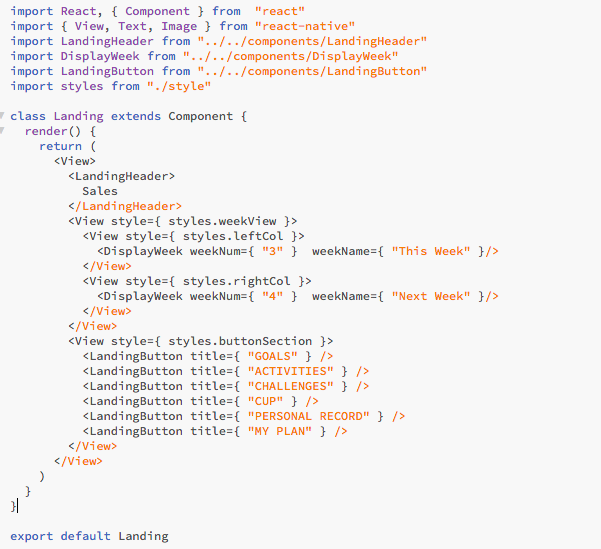 import React, { Component } from  "react"
import { View, Text, Image } from "react-native"
import LandingHeader from "../../components/LandingHeader"
import DisplayWeek from "../../components/DisplayWeek"
import LandingButton from "../../components/LandingButton"
import styles from "./style"

class Landing extends Component {
  render() {
    return (
      <View>
        <LandingHeader>
          Sales
        </LandingHeader>
        <View style={ styles.weekView }>
          <View style={ styles.leftCol }>
            <DisplayWeek weekNum={ "3" }  weekName={ "This Week" }/>
          </View>
          <View style={ styles.rightCol }>
            <DisplayWeek weekNum={ "4" }  weekName={ "Next Week" }/>
          </View>
        </View>
        <View style={ styles.buttonSection }>
          <LandingButton title={ "GOALS" } />
          <LandingButton title={ "ACTIVITIES" } />
          <LandingButton title={ "CHALLENGES" } />
          <LandingButton title={ "CUP" } />
          <LandingButton title={ "PERSONAL RECORD" } />
          <LandingButton title={ "MY PLAN" } />
        </View>
      </View>
    )
  }
}

export default Landing